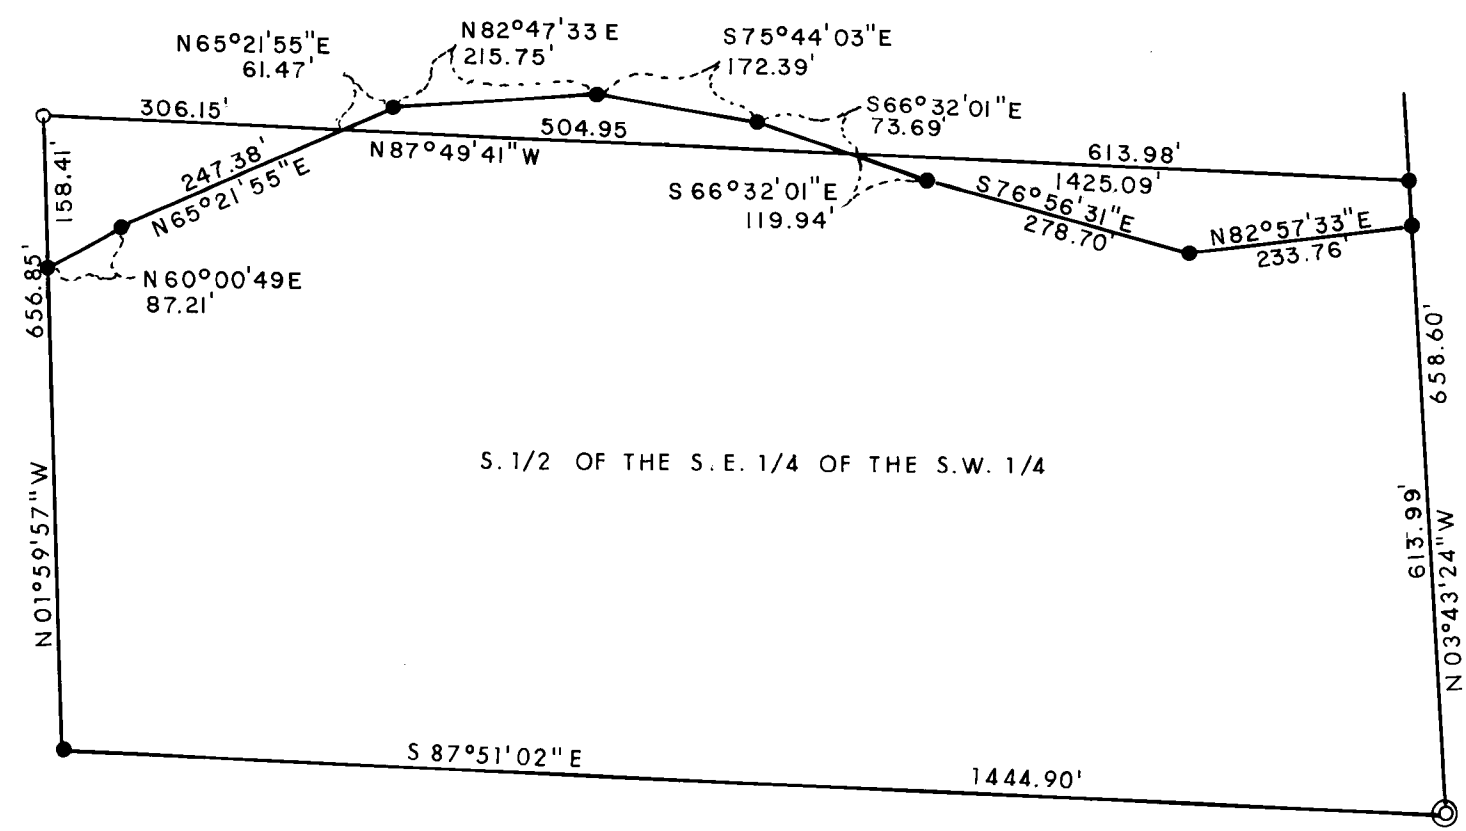 N65°21'55"E
61.47'
N82°47'33 E
215.75'
S75°44'03"E
172.39'
S66°32'01"E
73.69'
306.15'
504.95
N87°49'41"W
613.98'
1425.09'
158.41'
247.38'
N65°21'55"E
S 66°32'01"E
119.94'
S76°56'31"E
278.70'
N82°57'33"E
233.76'
656.85'
N60°00'49E
87.21'
658.60'
S. 1/2 OF THE S.E. 1/4 OF THE S.W. 1/4
N01°59'57"W
613.99'
N03°43'24"W
S 87°51'02"E
1444.90'